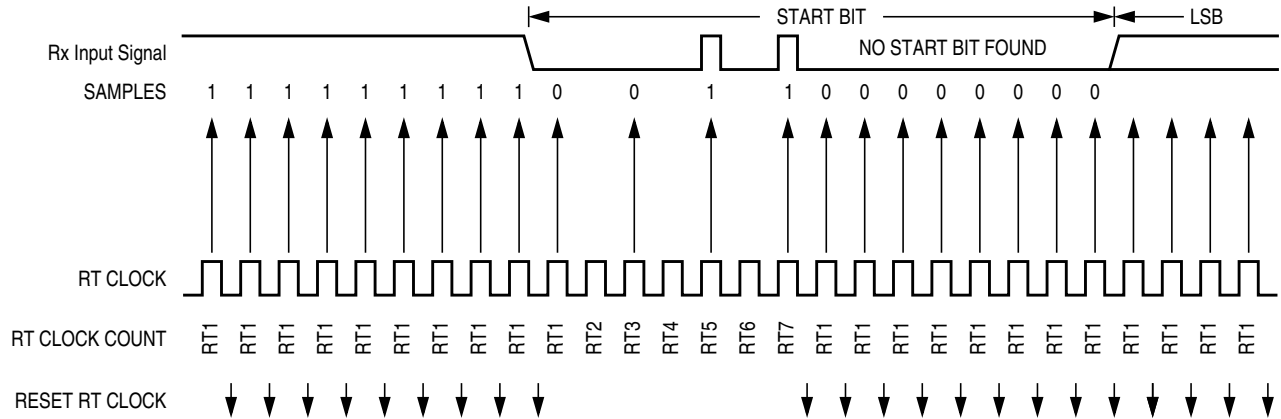 START BIT LSB
Rx Input Signal NO START BIT FOUND
SAMPLES 1 1 1 1 1 1 1 1 1 0 0 1 1 0 0 0 0 0 0 0 0
RT CLOCK
RT CLOCK COUNT RT1 RT1 RT1 RT1 RT1 RT1 RT1 RT1 RT1 RT1 RT2 RT3 RT4 RT5 RT6 RT7 RT1 RT1 RT1 RT1 RT1 RT1 RT1 RT1 RT1 RT1 RT1 RT1
RESET RT CLOCK